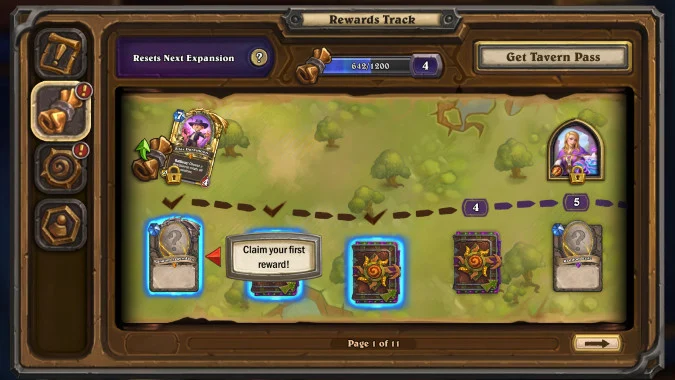 Rewards Track
Resets Next Expansion
?
642/1200
4
Get Tavern Pass
4
5
Claim your first
reward!
Page 1 of 11